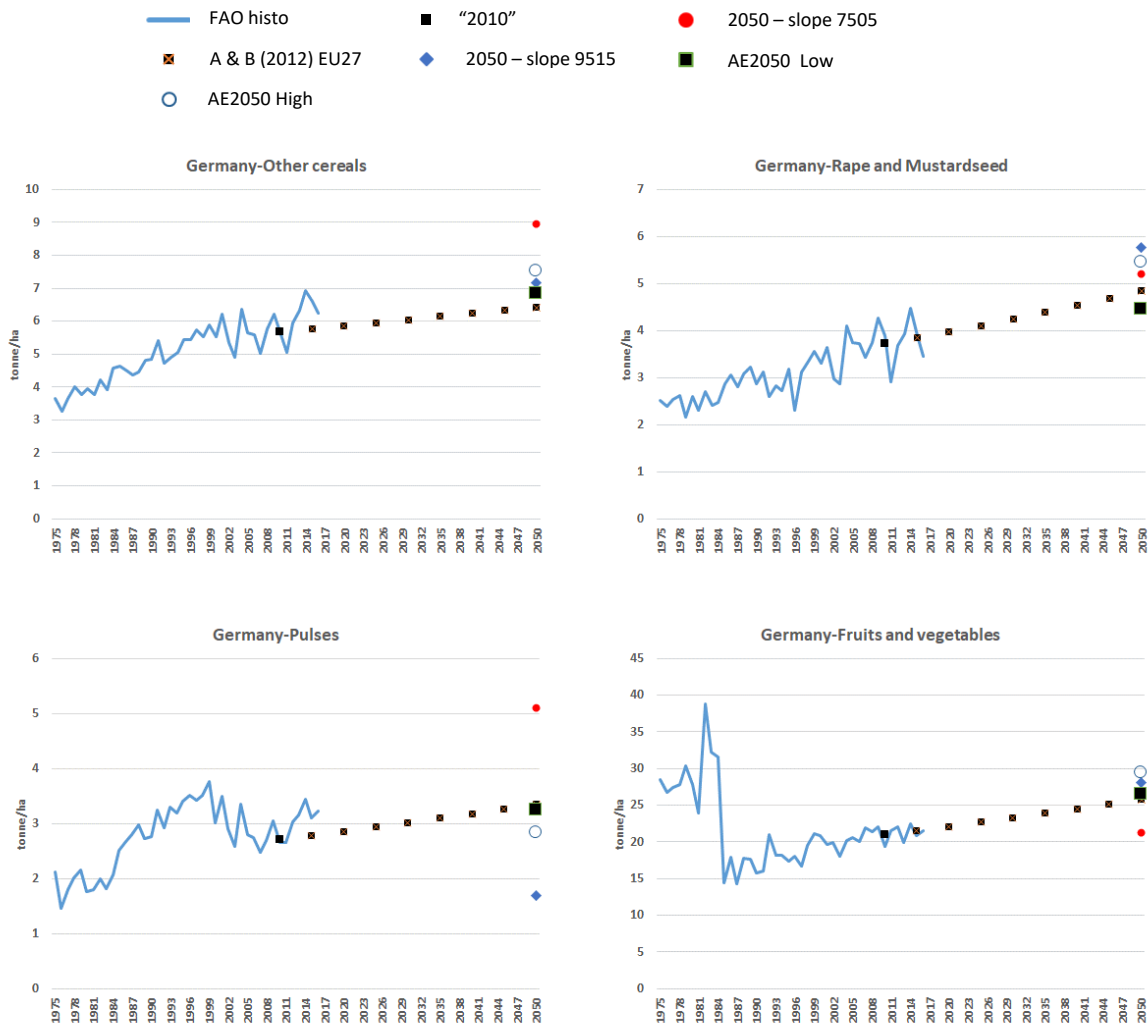 FAO histo
“2010”
2050 – slope 7505
A & B (2012) EU27
2050 – slope 9515
AE2050 Low
AE2050 High
Germany-Other cereals
tonne/ha
10
9
8
7
6
5
4
3
2
1
0
1975 1978 1981 1984 1987 1990 1993 1996 1999 2002 2005 2008 2011 2014 2017 2020 2023 2026 2029 2032 2035 2038 2041 2044 2047 2050
Germany-Rape and Mustardseed
tonne/ha
7
6
5
4
3
2
1
0
1975 1978 1981 1984 1987 1990 1993 1996 1999 2002 2005 2008 2011 2014 2017 2020 2023 2026 2029 2032 2035 2038 2041 2044 2047 2050
Germany-Pulses
tonne/ha
6
5
4
3
2
1
0
1975 1978 1981 1984 1987 1990 1993 1996 1999 2002 2005 2008 2011 2014 2017 2020 2023 2026 2029 2032 2035 2038 2041 2044 2047 2050
Germany-Fruits and vegetables
tonne/ha
45
40
35
30
25
20
15
10
5
0
1975 1978 1981 1984 1987 1990 1993 1996 1999 2002 2005 2008 2011 2014 2017 2020 2023 2026 2029 2032 2035 2038 2041 2044 2047 2050